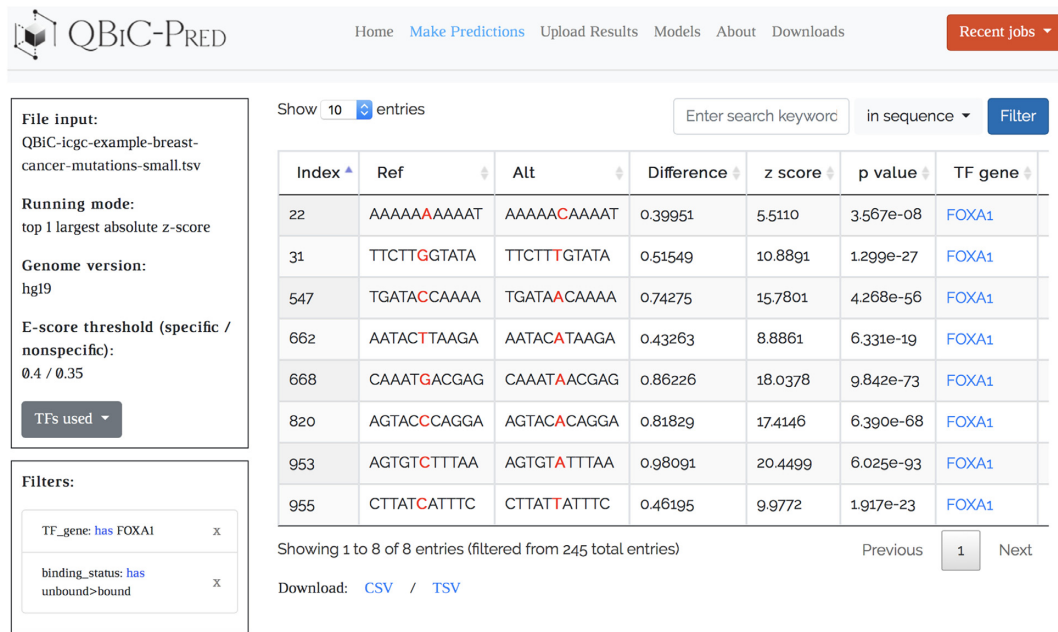 QBiC-Pred
Home Make Predictions Upload Results Models About Downloads
Recent jobs
File input:
QBiC-icgc-example-breast-
cancer-mutations-small.tsv
Running mode:
top 1 largest absolute z-score
Genome version:
hg19
E-score threshold (specific /
nonspecific):
0.4 / 0.35
TFs used
Filters:
TF_gene: has FOXA1 x
binding_status: has
unbound>bound x
Show 10 entries
Enter search keyword in sequence Filter
Index Ref Alt Difference z score p value TF gene
22 AAAAAAAAAAT AAAAACAAAAT 0.39951 5.5110 3.567e-08 FOXA1
31 TTCTTGGTATA TTCTTTGTATA 0.51549 10.8891 1.299e-27 FOXA1
547 TGATACCAAAA TGATAACAAAA 0.74275 15.7801 4.268e-56 FOXA1
662 AATACTTAAGA AATACATAAGA 0.43263 8.8861 6.331e-19 FOXA1
668 CAAATGACGAG CAAATAACGAG 0.86226 18.0378 9.842e-73 FOXA1
820 AGTACCCAGGA AGTACACAGGA 0.81829 17.4146 6.390e-68 FOXA1
953 AGTGTCTTTAA AGTGTATTTAA 0.98091 20.4499 6.025e-93 FOXA1
955 CTTATCATTTC CTTATTATTTC 0.46195 9.9772 1.917e-23 FOXA1
Showing 1 to 8 of 8 entries (filtered from 245 total entries)
Previous 1 Next
Download: CSV / TSV